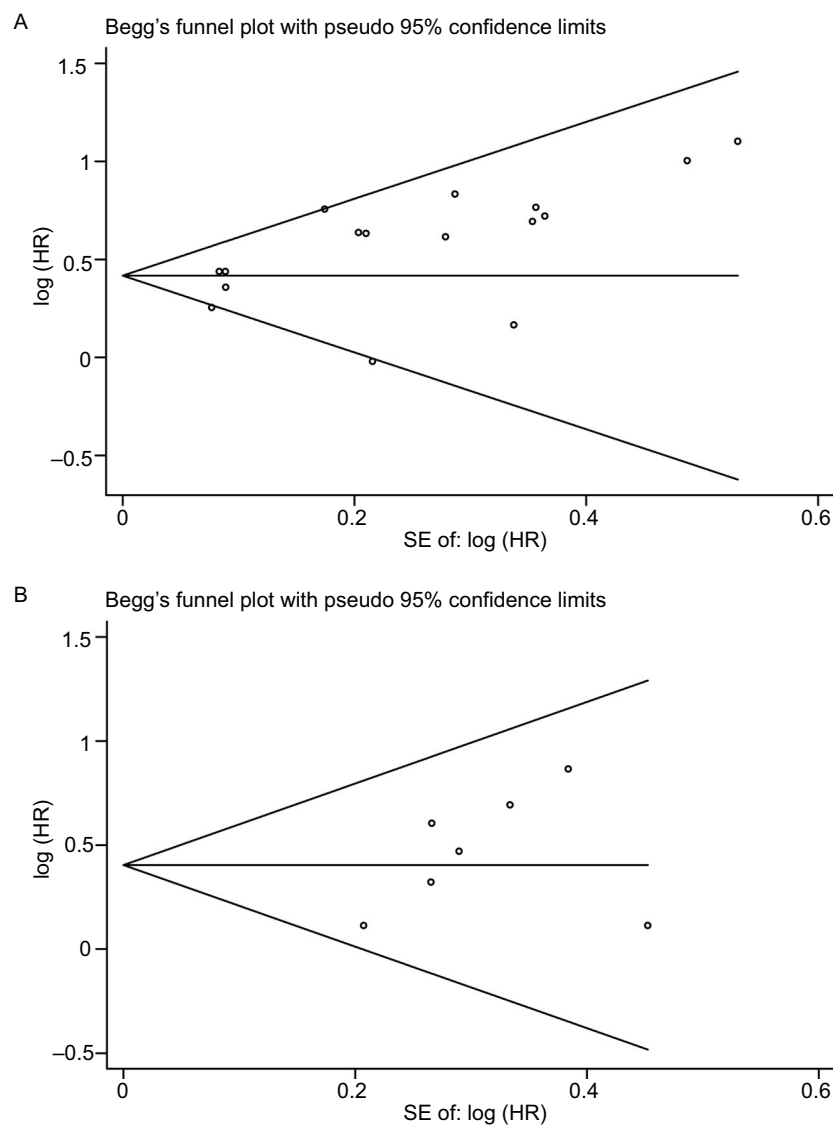 A
Begg’s funnel plot with pseudo 95% confidence limits
1.5
1
0.5
0
–0.5
log (HR)
0 0.2 0.4 0.6
SE of: log (HR)
B
Begg’s funnel plot with pseudo 95% confidence limits
1.5
1
0.5
0
–0.5
log (HR)
0 0.2 0.4 0.6
SE of: log (HR)